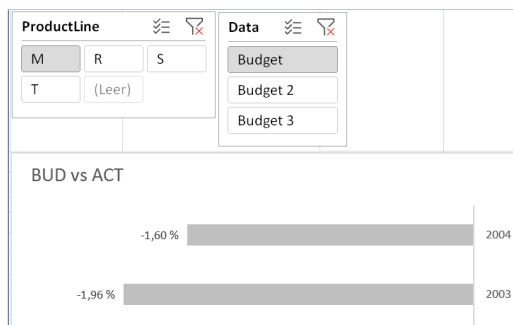 ProductLine
M R S
T (Leer)
Data
Budget
Budget 2
Budget 3
BUD vs ACT
-1,60 % 2004
-1,96 % 2003